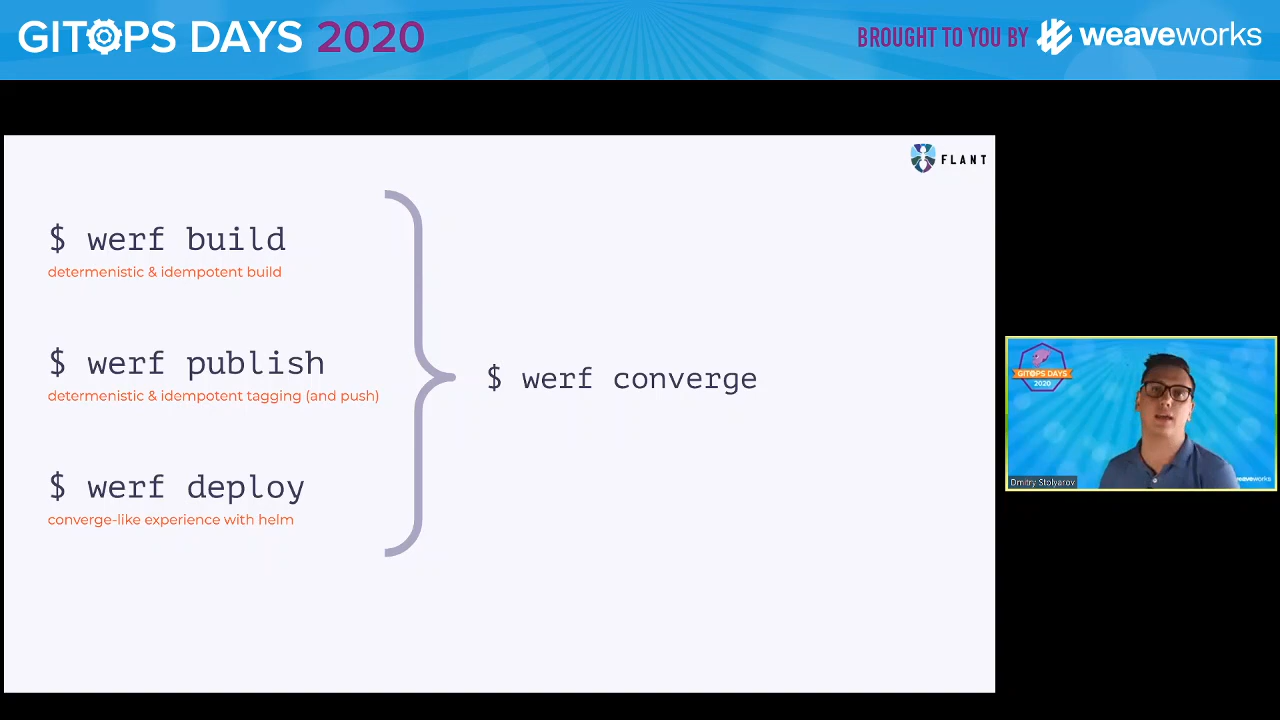 GITOPS DAYS 2020
BROUGHT TO YOU BY weaveworks
FLANT
$ werf build
determenistic & idempotent build
$ werf publish
determenistic & idempotent tagging (and push)
$ werf deploy
converge-like experience with helm
$ werf converge
GITOPS DAYS
2020
Dmitry Stolyarov
weaveworks